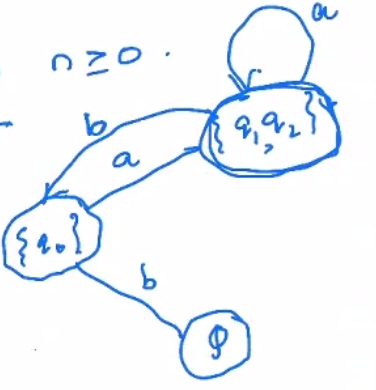 a
n ≥ 0 .
b
{q₁, q₂}
a
{q₀}
b
φ